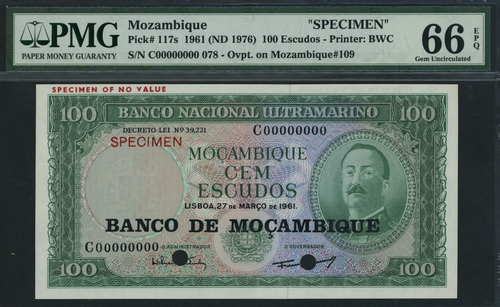 PMG
PAPER MONEY GUARANTY
Mozambique "SPECIMEN"
Pick# 117s 1961 (ND 1976) 100 Escudos - Printer: BWC
S/N C00000000 078 - Ovpt. on Mozambique#109
66 EPQ
Gem Uncirculated
SPECIMEN OF NO VALUE
100 BANCO NACIONAL ULTRAMARINO 100
DECRETO-LEI Nº 39,221 C00000000
SPECIMEN
MOÇAMBIQUE
CEM
ESCUDOS
LISBOA, 27 DE MARÇO DE 1961.
BANCO DE MOÇAMBIQUE
C00000000 O ADMINISTRADOR O GOVERNADOR
100 100